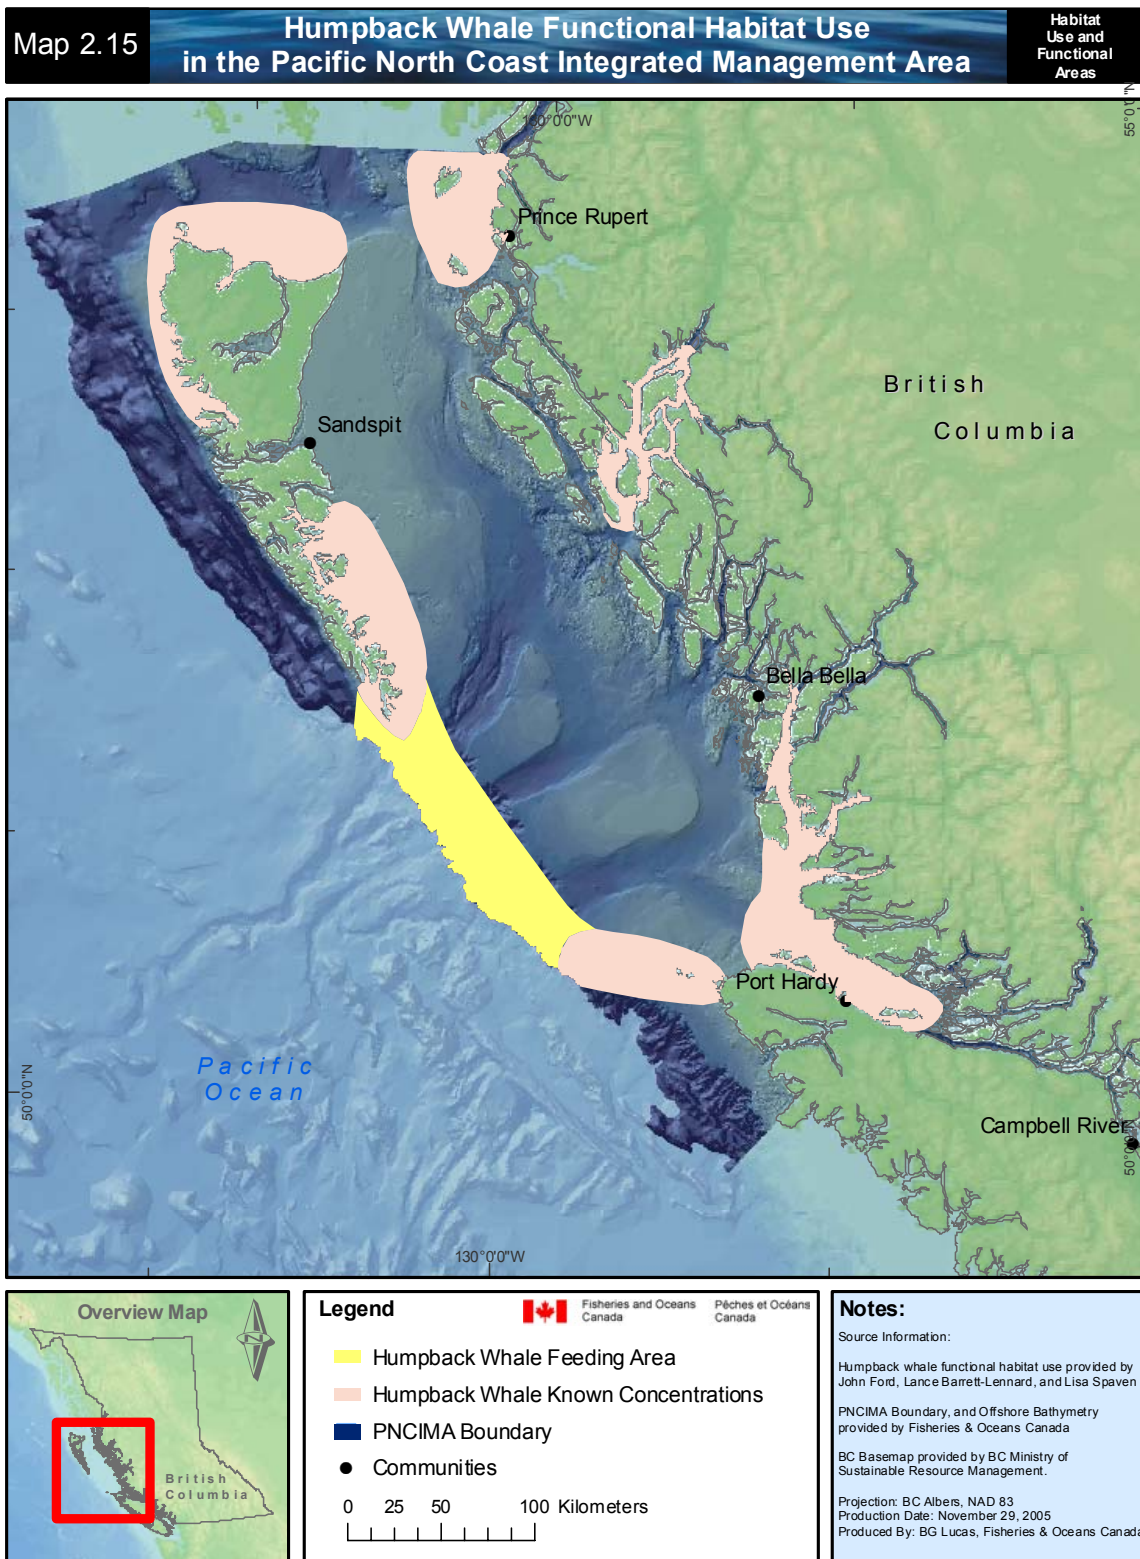 Map 2.15
Humpback Whale Functional Habitat Use
in the Pacific North Coast Integrated Management Area
Habitat
Use and
Functional
Areas
55°0'0"N
Prince Rupert
British
Columbia
Sandspit
Bella Bella
Port Hardy
Pacific
Ocean
50°0'0"N
Campbell River
130°0'0"W
Overview Map
N
British
Columbia
Legend
Fisheries and Oceans
Canada
Pêches et Océans
Canada
Humpback Whale Feeding Area
Humpback Whale Known Concentrations
PNCIMA Boundary
Communities
0 25 50 100 Kilometers
Notes:
Source Information:
Humpback whale functional habitat use provided by
John Ford, Lance Barrett-Lennard, and Lisa Spaven
PNCIMA Boundary, and Offshore Bathymetry
provided by Fisheries & Oceans Canada
BC Basemap provided by BC Ministry of
Sustainable Resource Management.
Projection: BC Albers, NAD 83
Production Date: November 29, 2005
Produced By: BG Lucas, Fisheries & Oceans Canada